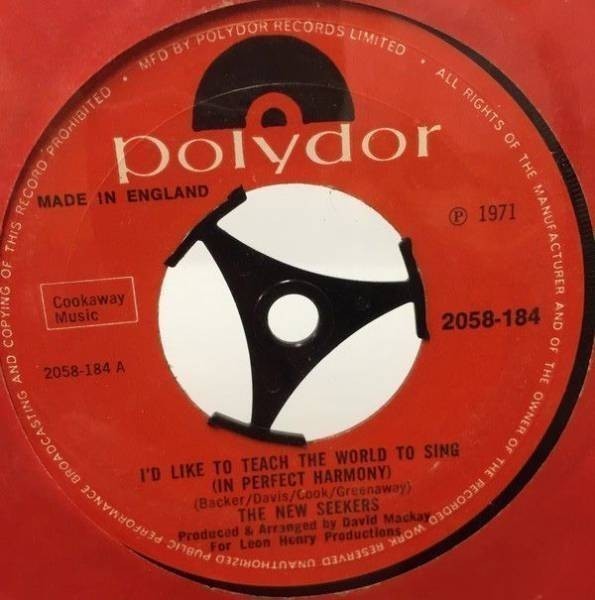 MFD BY POLYDOR RECORDS LIMITED • ALL RIGHTS OF THE MANUFACTURER AND OF THE OWNER OF THE RECORDED WORK RESERVED UNAUTHORIZED PUBLIC PERFORMANCE BROADCASTING AND COPYING OF THIS RECORD PROHIBITED •
polydor
MADE IN ENGLAND
℗ 1971
Cookaway
Music
2058-184
2058-184 A
I'D LIKE TO TEACH THE WORLD TO SING
(IN PERFECT HARMONY)
(Backer/Davis/Cook/Greenaway)
THE NEW SEEKERS
Produced & Arranged by David Mackay
For Leon Henry Productions